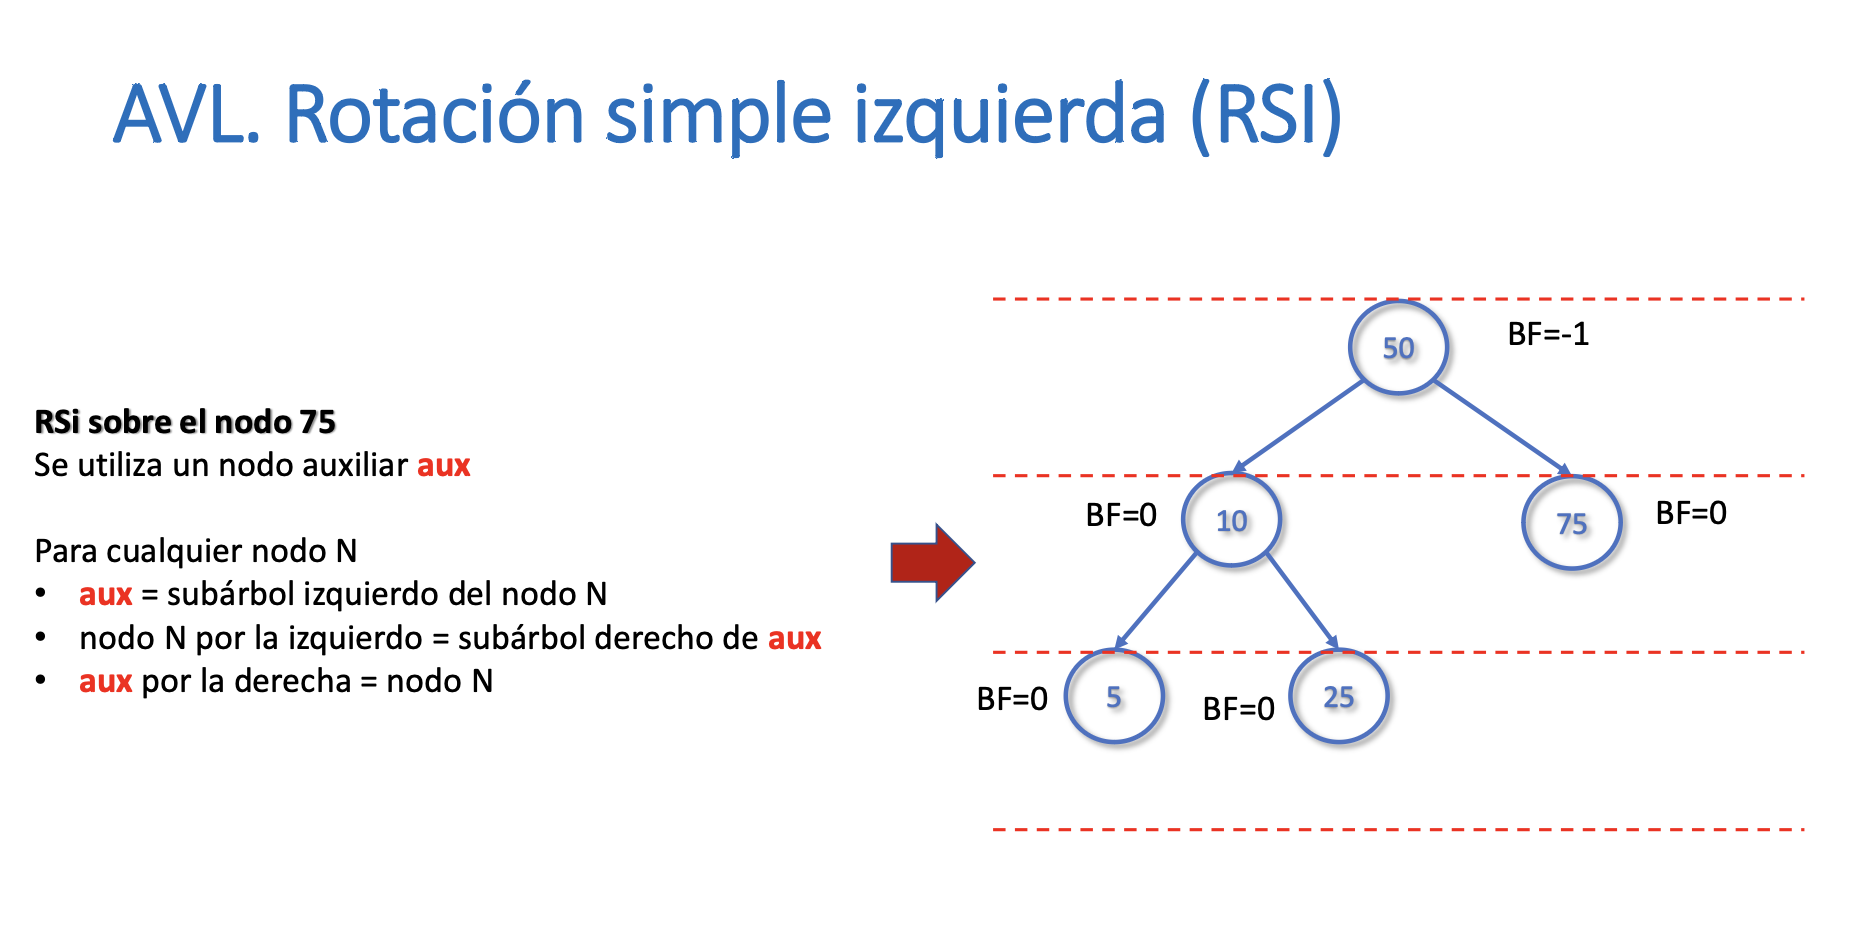 AVL. Rotación simple izquierda (RSI)
RSi sobre el nodo 75
Se utiliza un nodo auxiliar aux
Para cualquier nodo N
• aux = subárbol izquierdo del nodo N
• nodo N por la izquierdo = subárbol derecho de aux
• aux por la derecha = nodo N
50
BF=-1
BF=0
10
75
BF=0
BF=0
5
BF=0
25